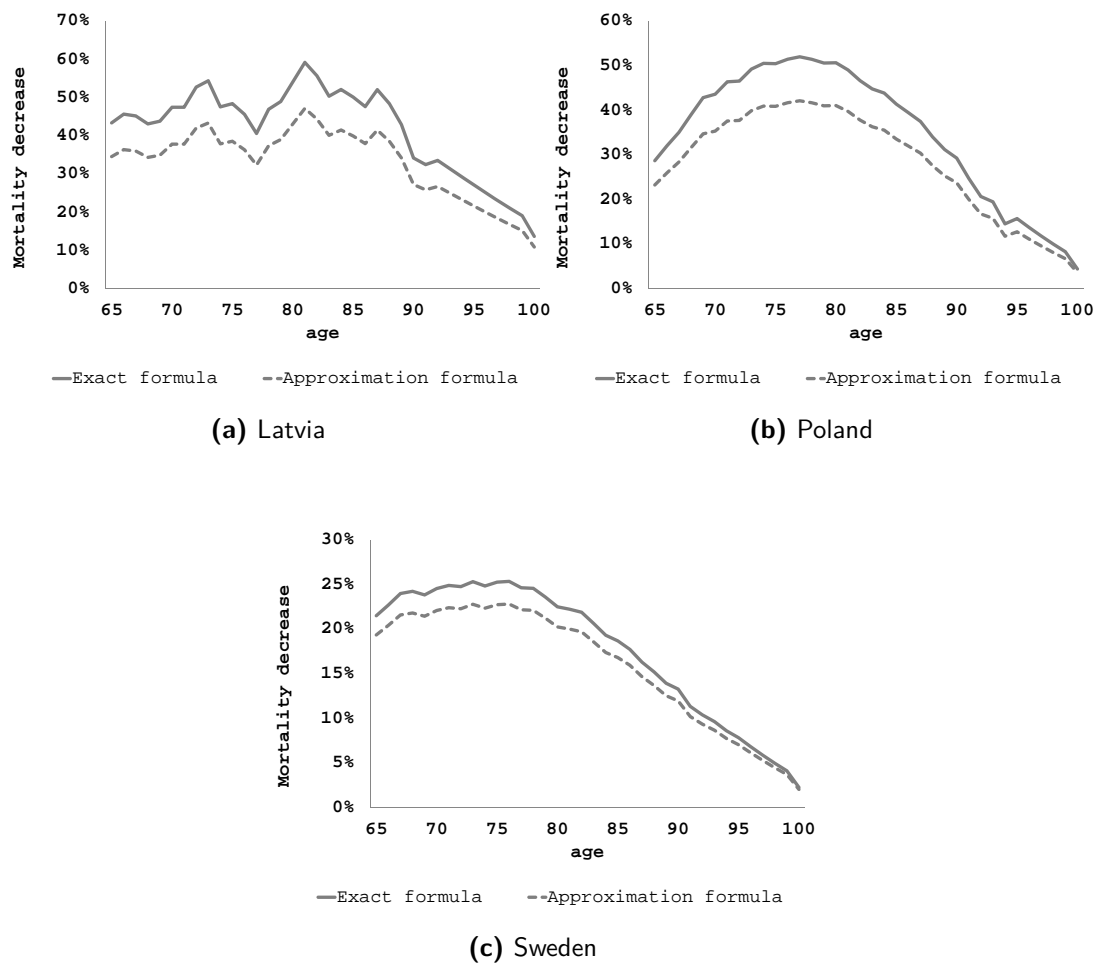 70%
60%
50%
40%
30%
20%
10%
0%
Mortality decrease
65 70 75 80 85 90 95 100
age
Exact formula Approximation formula
(a) Latvia
60%
50%
40%
30%
20%
10%
0%
Mortality decrease
65 70 75 80 85 90 95 100
age
Exact formula Approximation formula
(b) Poland
30%
25%
20%
15%
10%
5%
0%
Mortality decrease
65 70 75 80 85 90 95 100
age
Exact formula Approximation formula
(c) Sweden